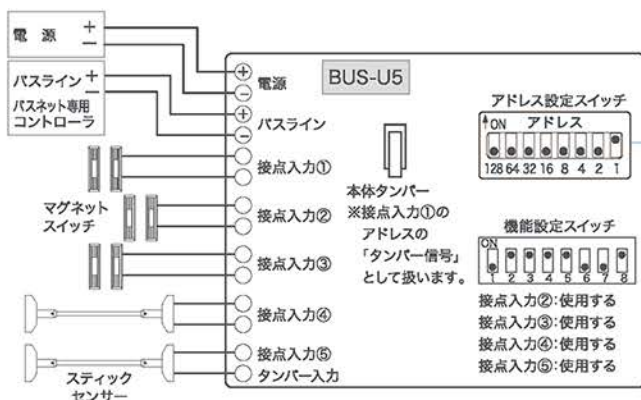 電 源 +
−
バスライン +
バスネット専用 −
コントローラ
マグネット
スイッチ
スティック
センサー
BUS-U5
+ 電源
−
+ バスライン
−
接点入力①
接点入力②
接点入力③
接点入力④
接点入力⑤
タンパー入力
本体タンパー
※接点入力①の
アドレスの
「タンパー信号」
として扱います。
アドレス設定スイッチ
↑ON アドレス
128 64 32 16 8 4 2 1
機能設定スイッチ
ON
1 2 3 4 5 6 7 8
接点入力②:使用する
接点入力③:使用する
接点入力④:使用する
接点入力⑤:使用する